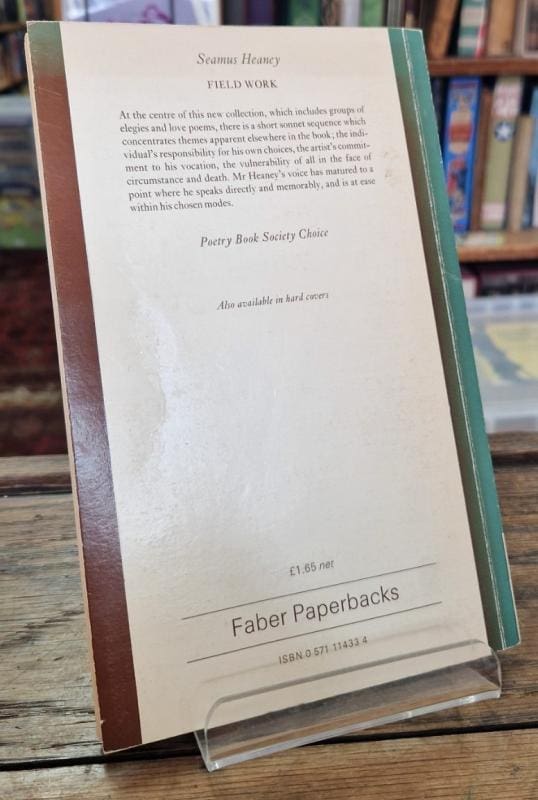 Seamus Heaney
FIELD WORK
At the centre of this new collection, which includes groups of
elegies and love poems, there is a short sonnet sequence which
concentrates themes apparent elsewhere in the book; the indi-
vidual's responsibility for his own choices, the artist's commit-
ment to his vocation, the vulnerability of all in the face of
circumstance and death. Mr Heaney's voice has matured to a
point where he speaks directly and memorably, and is at ease
within his chosen modes.
Poetry Book Society Choice
Also available in hard covers
£1.65 net
Faber Paperbacks
ISBN 0 571 11433 4